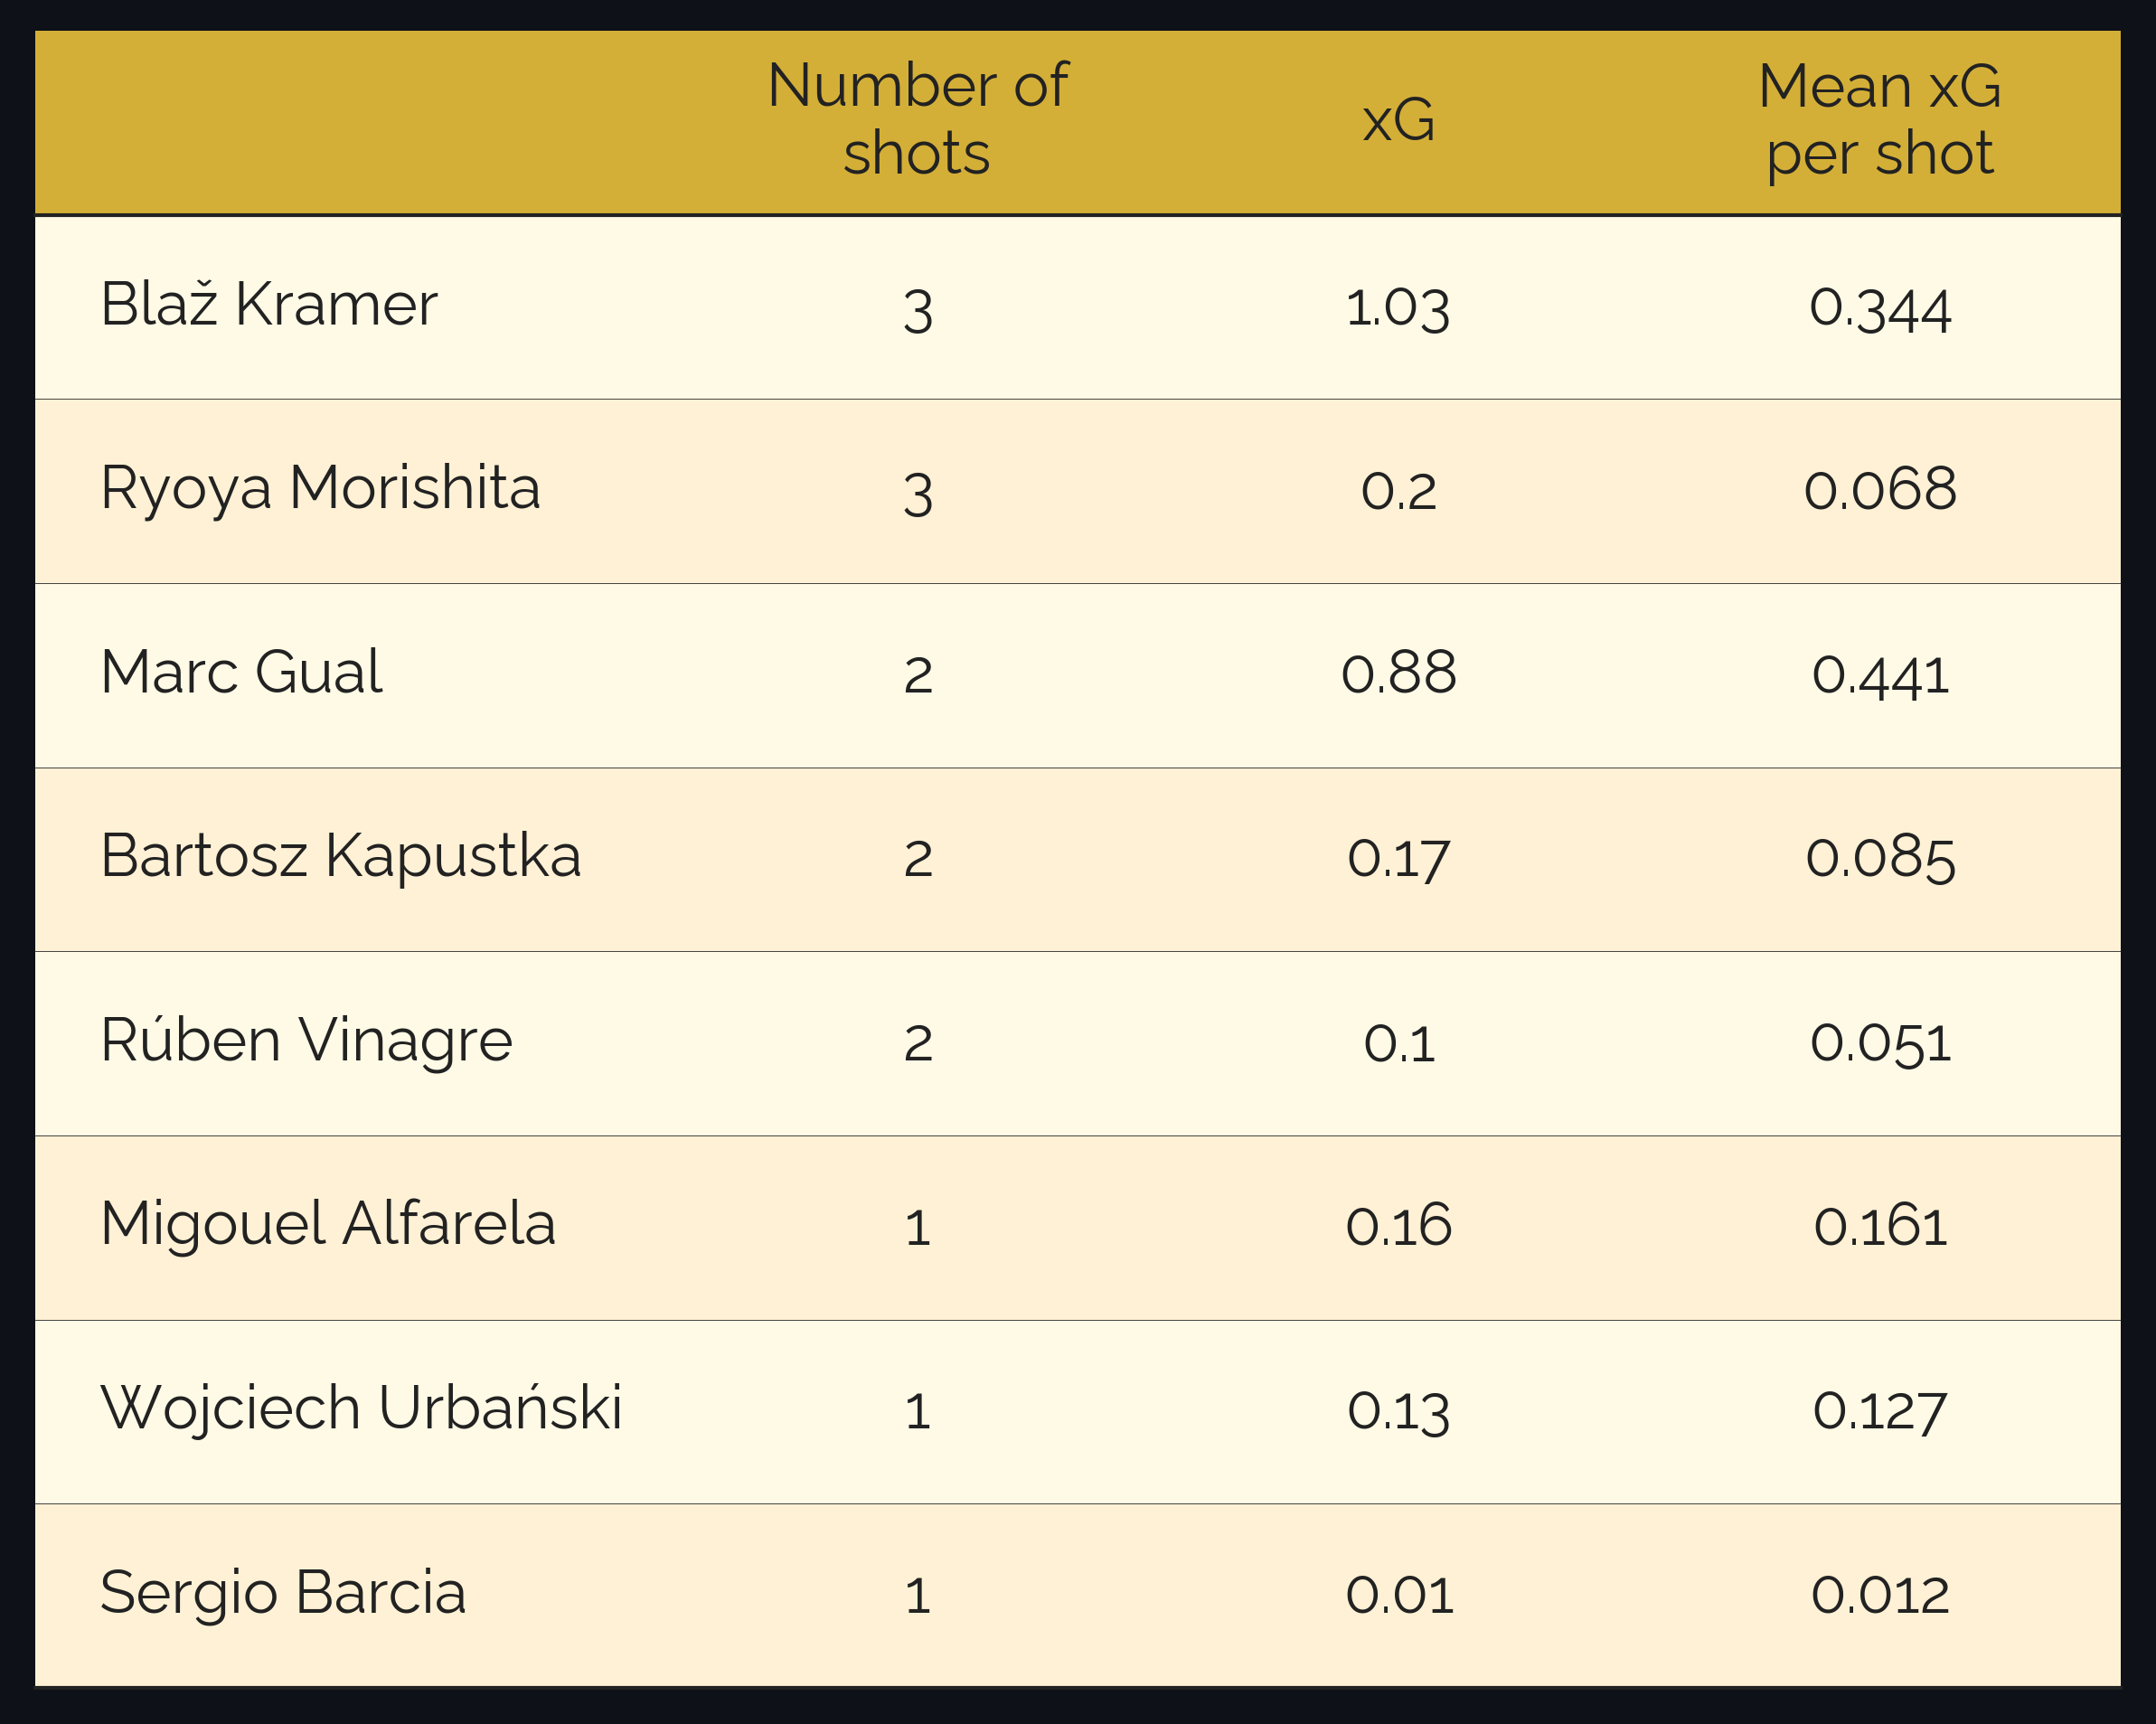 Number of shots xG Mean xG per shot
Blaž Kramer 3 1.03 0.344
Ryoya Morishita 3 0.2 0.068
Marc Gual 2 0.88 0.441
Bartosz Kapustka 2 0.17 0.085
Rúben Vinagre 2 0.1 0.051
Migouel Alfarela 1 0.16 0.161
Wojciech Urbański 1 0.13 0.127
Sergio Barcia 1 0.01 0.012